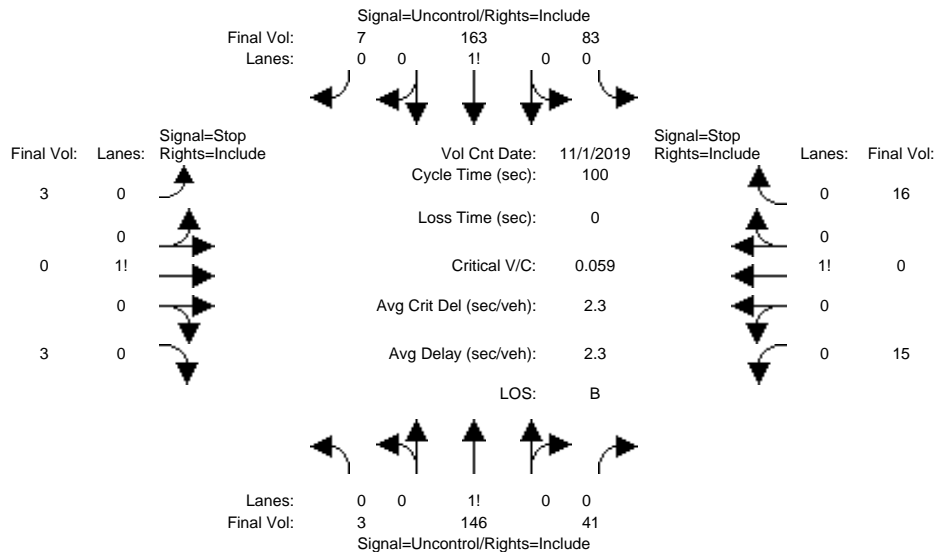 Signal=Uncontrol/Rights=Include
Final Vol: 7 163 83
Lanes: 0 0 1! 0 0
Signal=Stop Signal=Stop
Final Vol: Lanes: Rights=Include Vol Cnt Date: 11/1/2019 Rights=Include Lanes: Final Vol:
Cycle Time (sec): 100
3 0 0 16
Loss Time (sec): 0
0 0
0 1! Critical V/C: 0.059 1! 0
0 Avg Crit Del (sec/veh): 2.3 0
3 0 Avg Delay (sec/veh): 2.3 0 15
LOS: B
Lanes: 0 0 1! 0 0
Final Vol: 3 146 41
Signal=Uncontrol/Rights=Include